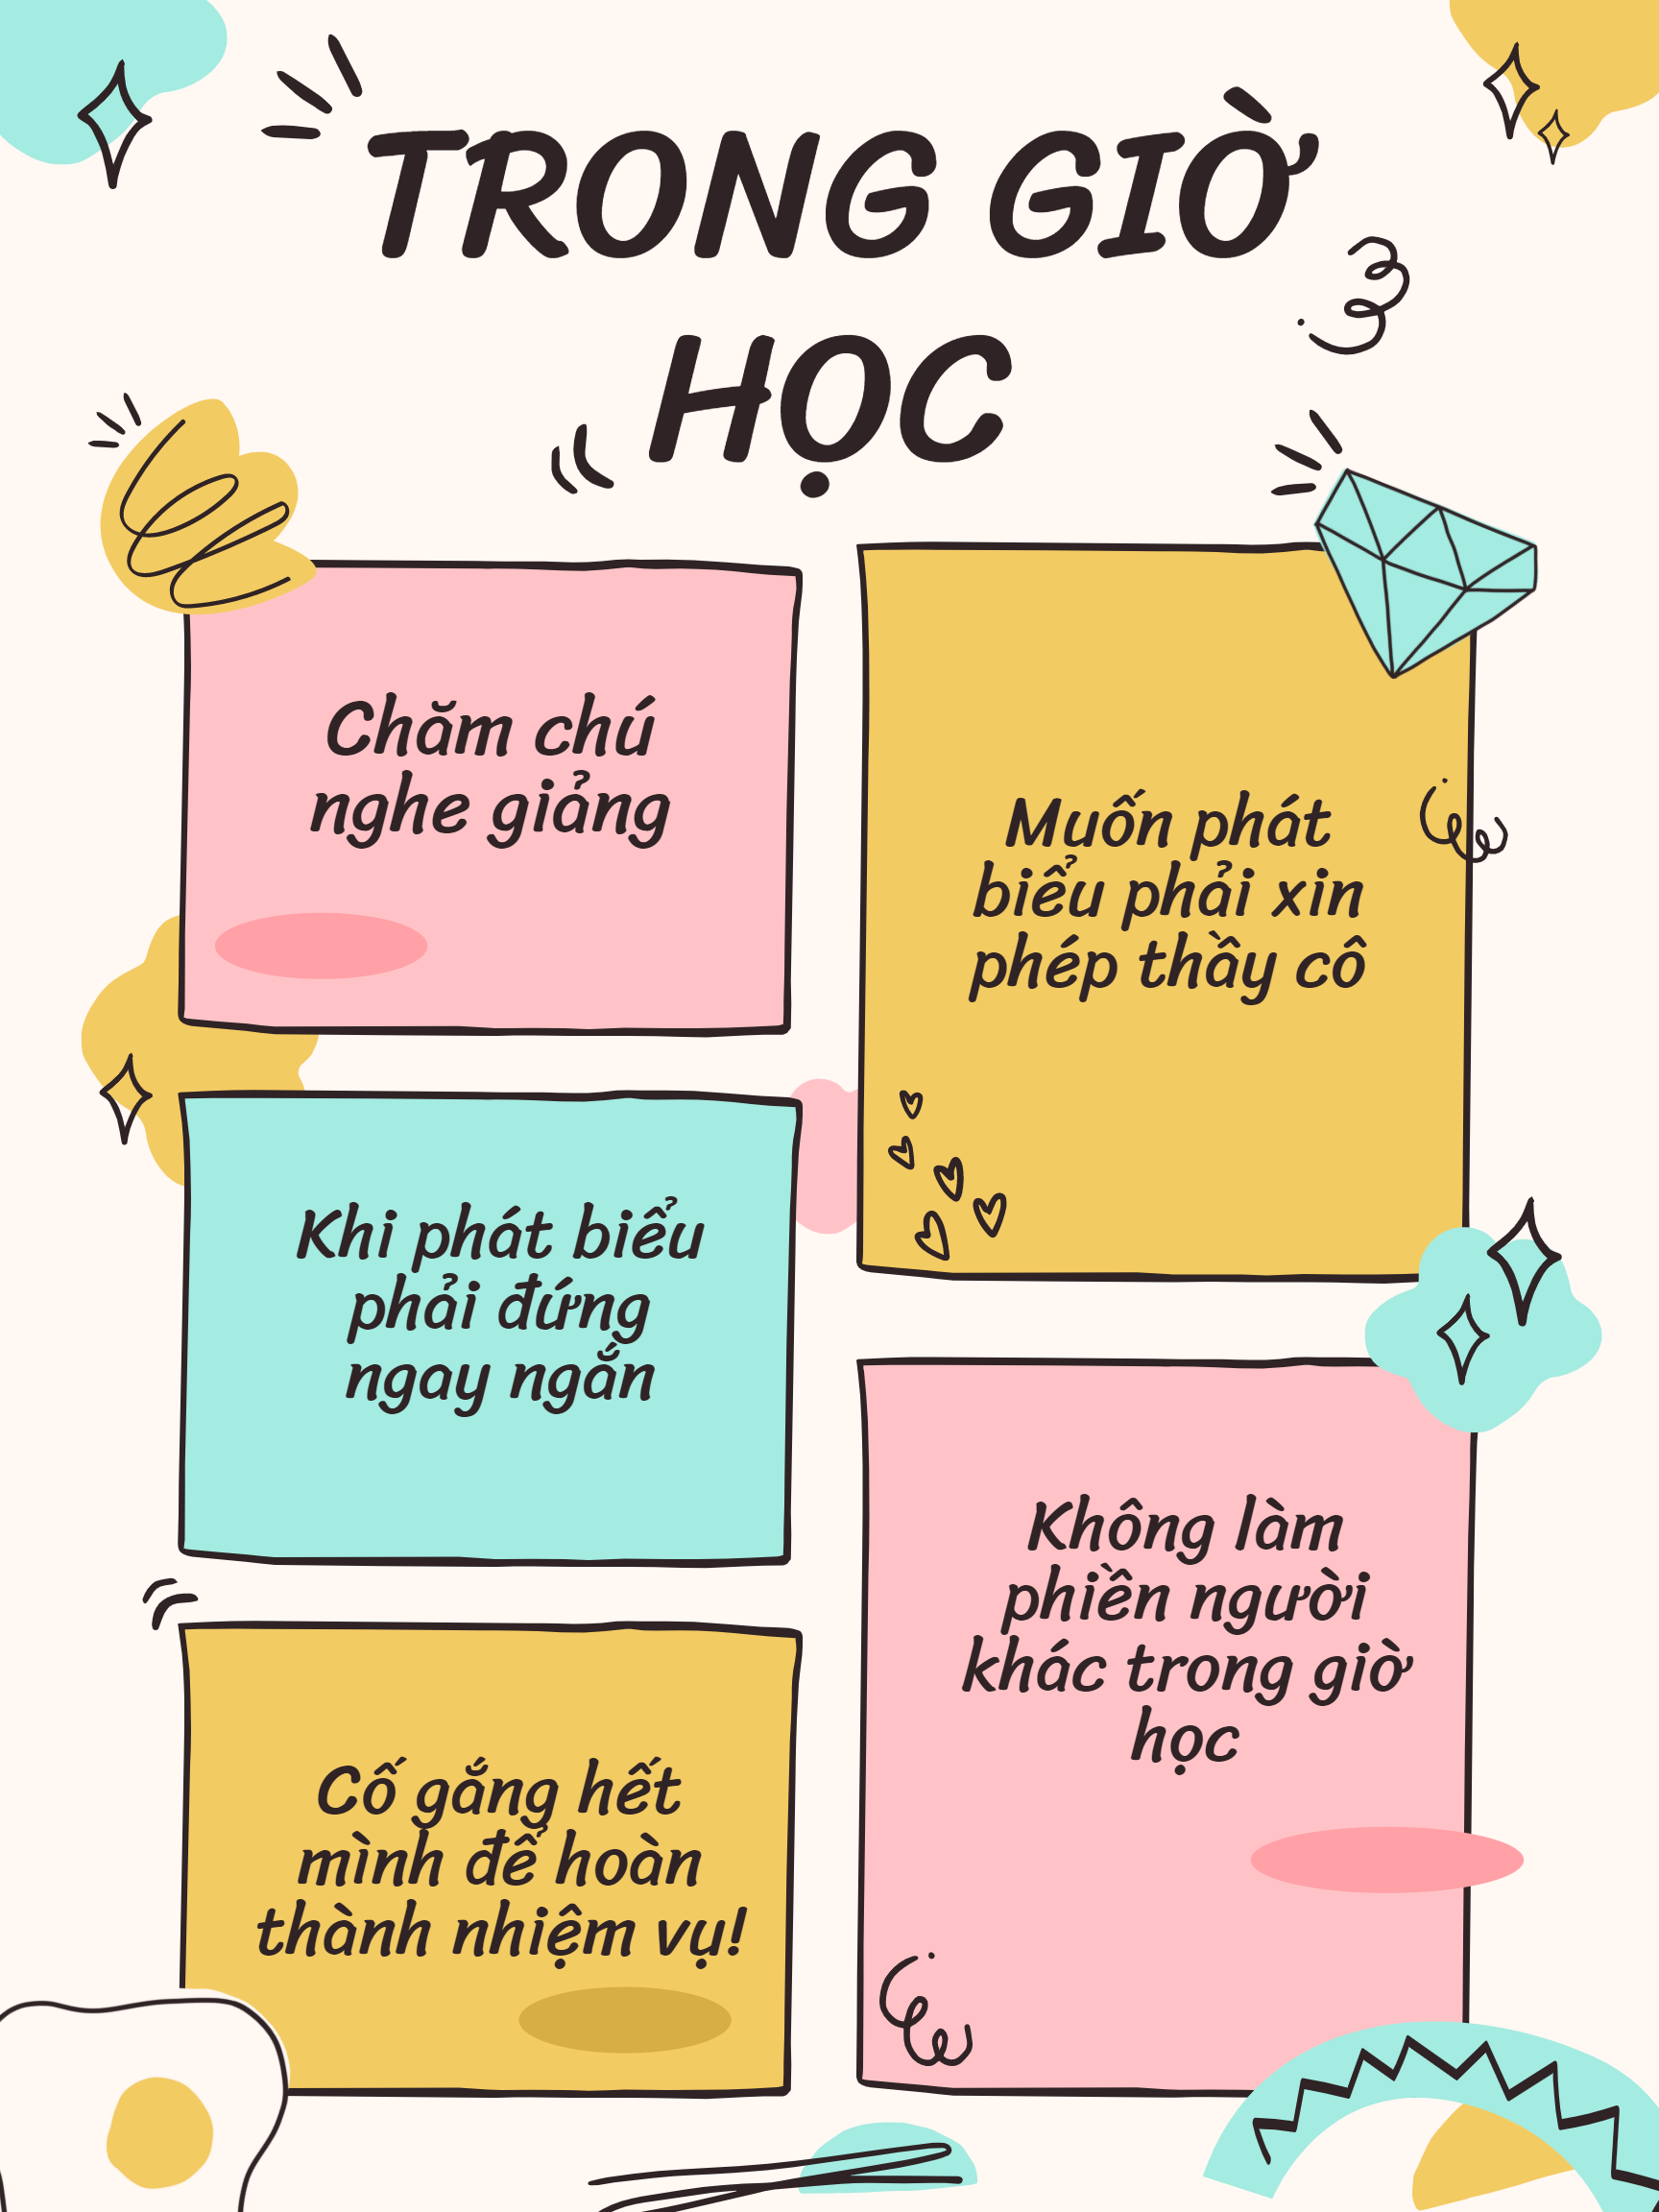 TRONG GIỜ
HỌC
Chăm chú
nghe giảng
Muốn phát
biểu phải xin
phép thầy cô
Khi phát biểu
phải đứng
ngay ngắn
Không làm
phiền người
khác trong giờ
học
Cố gắng hết
mình để hoàn
thành nhiệm vụ!